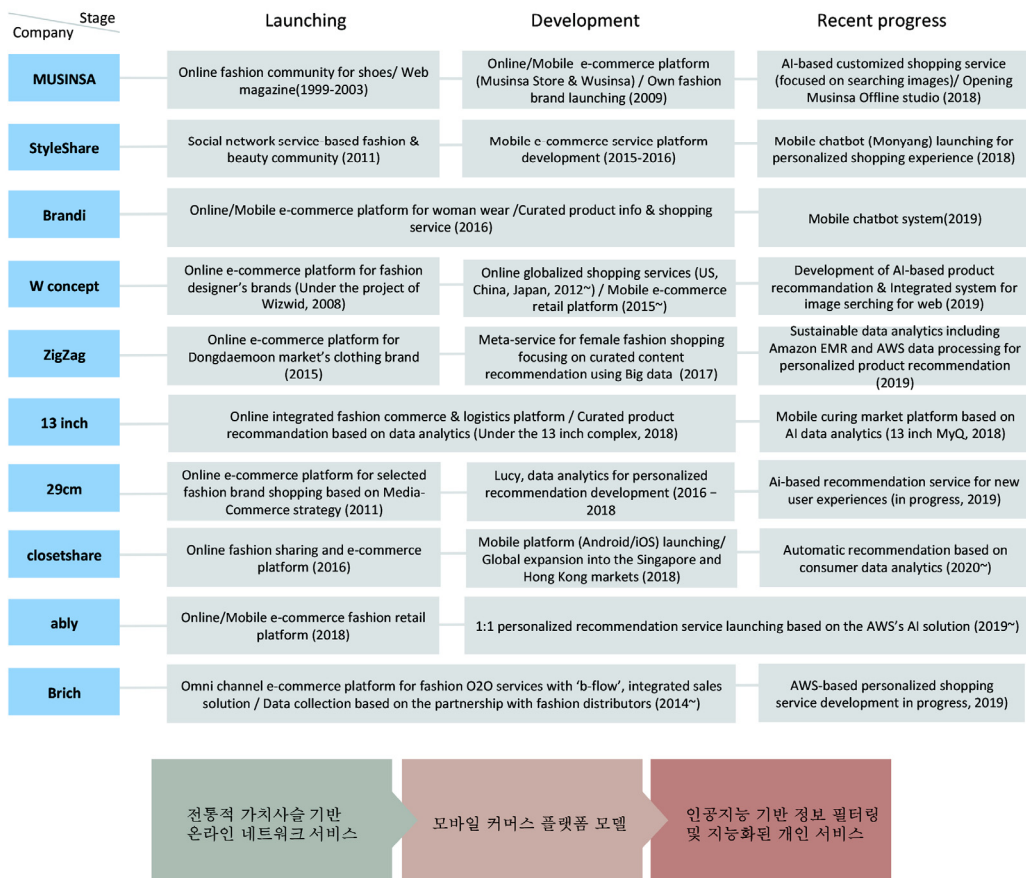 Stage
Company
Launching
Development
Recent progress
MUSINSA
Online fashion community for shoes/ Web
magazine(1999-2003)
Online/Mobile e-commerce platform
(Musinsa Store & Wusinsa) / Own fashion
brand launching (2009)
AI-based customized shopping service
(focused on searching images)/ Opening
Musinsa Offline studio (2018)
StyleShare
Social network service-based fashion &
beauty community (2011)
Mobile e-commerce service platform
development (2015-2016)
Mobile chatbot (Monyang) launching for
personalized shopping experience (2018)
Brandi
Online/Mobile e-commerce platform for woman wear /Curated product info & shopping
service (2016)
Mobile chatbot system(2019)
W concept
Online e-commerce platform for fashion
designer's brands (Under the project of
Wizwid, 2008)
Online globalized shopping services (US,
China, Japan, 2012~) / Mobile e-commerce
retail platform (2015~)
Development of AI-based product
recommandation & Integrated system for
image serching for web (2019)
ZigZag
Online e-commerce platform for
Dongdaemoon market's clothing brand
(2015)
Meta-service for female fashion shopping
focusing on curated content
recommendation using Big data (2017)
Sustainable data analytics including
Amazon EMR and AWS data processing for
personalized product recommendation
(2019)
13 inch
Online integrated fashion commerce & logistics platform / Curated product
recommandation based on data analytics (Under the 13 inch complex, 2018)
Mobile curing market platform based on
AI data analytics (13 inch MyQ, 2018)
29cm
Online e-commerce platform for selected
fashion brand shopping based on Media-
Commerce strategy (2011)
Lucy, data analytics for personalized
recommendation development (2016 –
2018
Ai-based recommendation service for new
user experiences (in progress, 2019)
closetshare
Online fashion sharing and e-commerce
platform (2016)
Mobile platform (Android/iOS) launching/
Global expansion into the Singapore and
Hong Kong markets (2018)
Automatic recommendation based on
consumer data analytics (2020~)
ably
Online/Mobile e-commerce fashion retail
platform (2018)
1:1 personalized recommendation service launching based on the AWS's AI solution (2019~)
Brich
Omni channel e-commerce platform for fashion O2O services with 'b-flow', integrated sales
solution / Data collection based on the partnership with fashion distributors (2014~)
AWS-based personalized shopping
service development in progress, 2019)
전통적 가치사슬 기반
온라인 네트워크 서비스
모바일 커머스 플랫폼 모델
인공지능 기반 정보 필터링
및 지능화된 개인 서비스